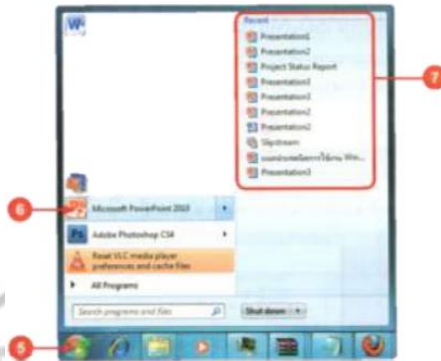 Recent
Presentation1
Presentation2
Project Status Report
Presentation3
Presentation3
Presentation2
Presentation2
Slipstream
Presentation3
7
6
Microsoft PowerPoint 2010
Adobe Photoshop CS4
Reset VLC media player
preferences and cache files
All Programs
Search programs and files
Shut down
5